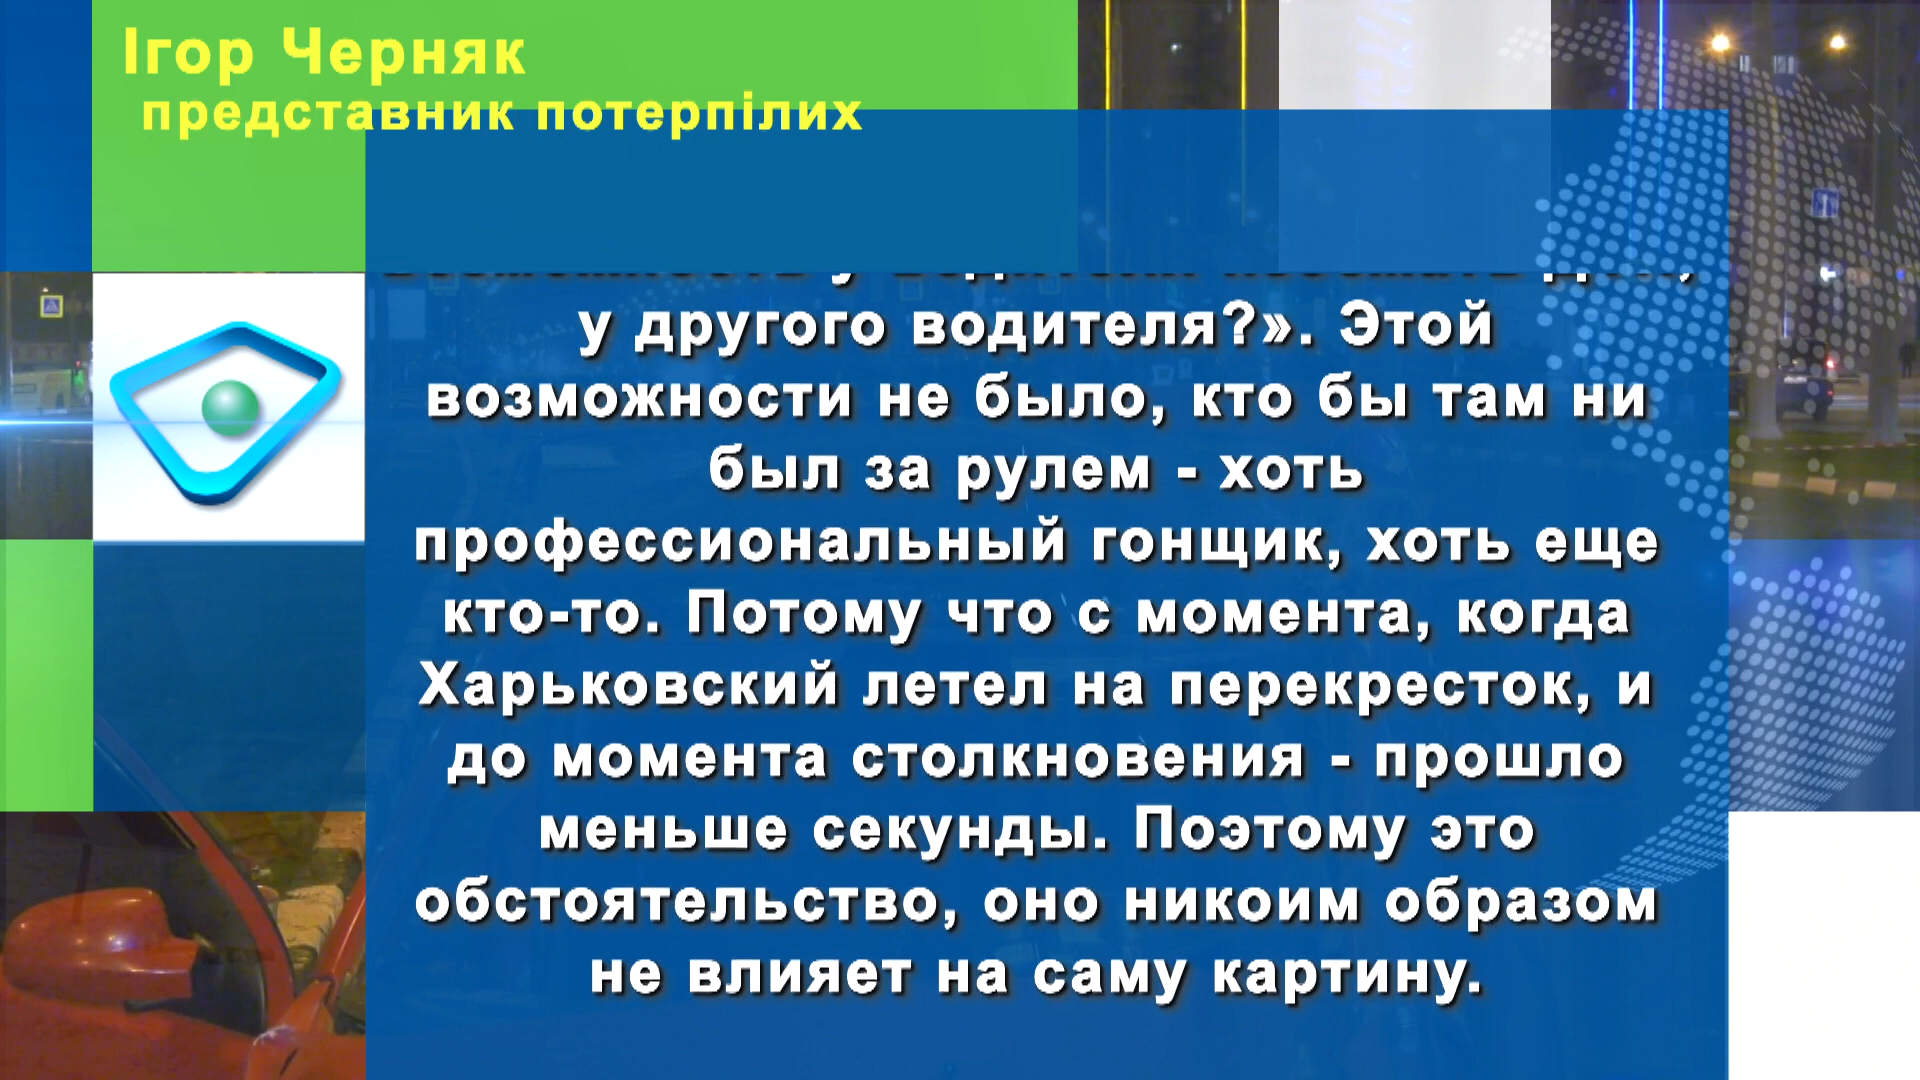 Ігор Черняк
представник потерпілих
у другого водителя?». Этой
возможности не было, кто бы там ни
был за рулем - хоть
профессиональный гонщик, хоть еще
кто-то. Потому что с момента, когда
Харьковский летел на перекресток, и
до момента столкновения - прошло
меньше секунды. Поэтому это
обстоятельство, оно никоим образом
не влияет на саму картину.